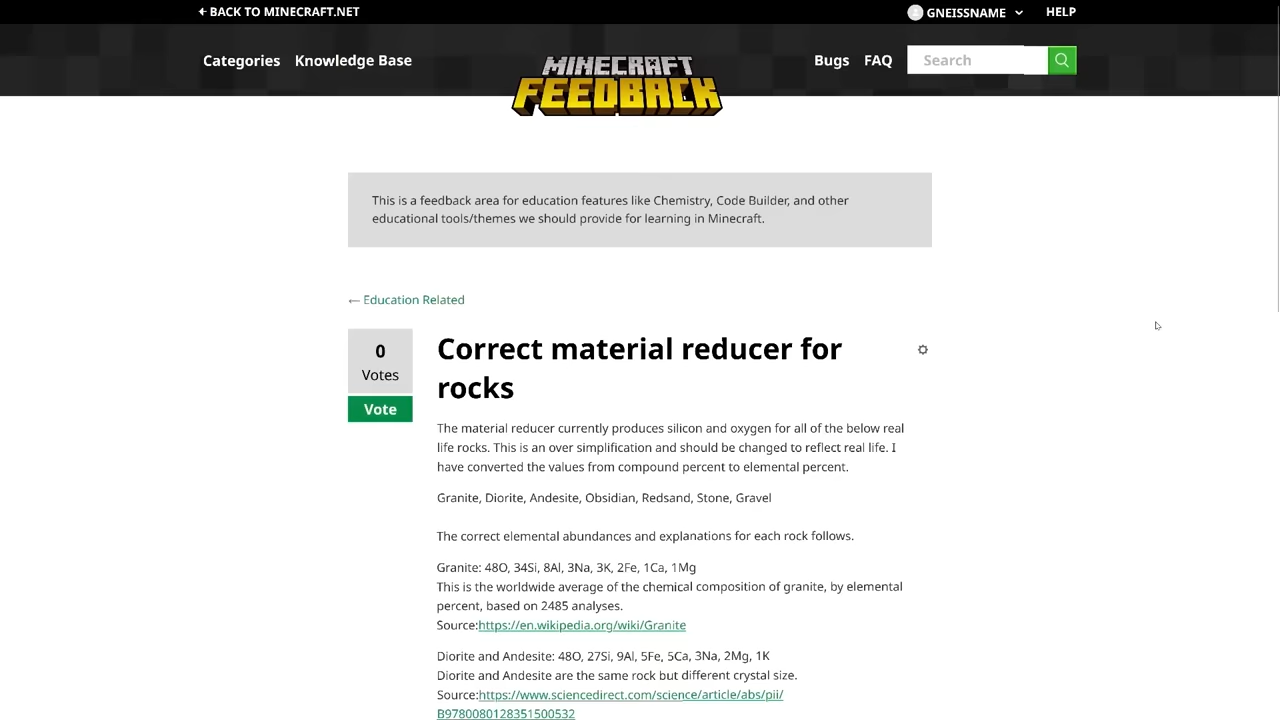 BACK TO MINECRAFT.NET
GNEISSNAME
HELP
Categories
Knowledge Base
MINECRAFT
FEEDBACK
Bugs
FAQ
Search
This is a feedback area for education features like Chemistry, Code Builder, and other
educational tools/themes we should provide for learning in Minecraft.
← Education Related
0
Votes
Vote
Correct material reducer for
rocks
The material reducer currently produces silicon and oxygen for all of the below real
life rocks. This is an over simplification and should be changed to reflect real life. I
have converted the values from compound percent to elemental percent.
Granite, Diorite, Andesite, Obsidian, Redsand, Stone, Gravel
The correct elemental abundances and explanations for each rock follows.
Granite: 48O, 34Si, 8Al, 3Na, 3K, 2Fe, 1Ca, 1Mg
This is the worldwide average of the chemical composition of granite, by elemental
percent, based on 2485 analyses.
Source:https://en.wikipedia.org/wiki/Granite
Diorite and Andesite: 48O, 27Si, 9Al, 5Fe, 5Ca, 3Na, 2Mg, 1K
Diorite and Andesite are the same rock but different crystal size.
Source:https://www.sciencedirect.com/science/article/abs/pii/
B9780080128351500532